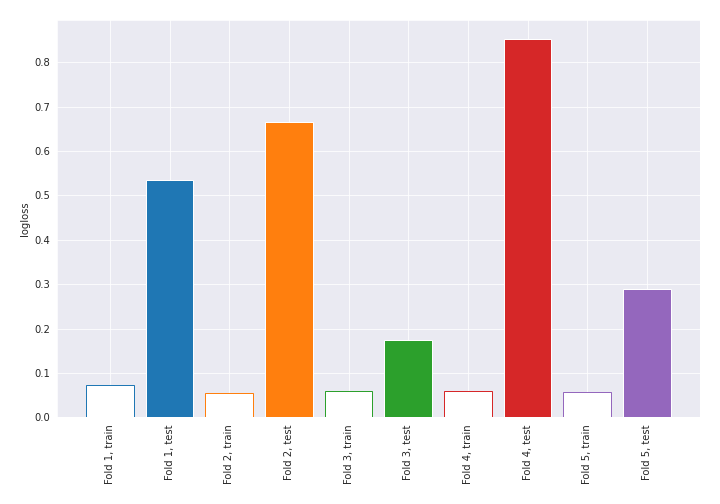 logloss
0.8
0.7
0.6
0.5
0.4
0.3
0.2
0.1
0.0
Fold 1, train
Fold 1, test
Fold 2, train
Fold 2, test
Fold 3, train
Fold 3, test
Fold 4, train
Fold 4, test
Fold 5, train
Fold 5, test